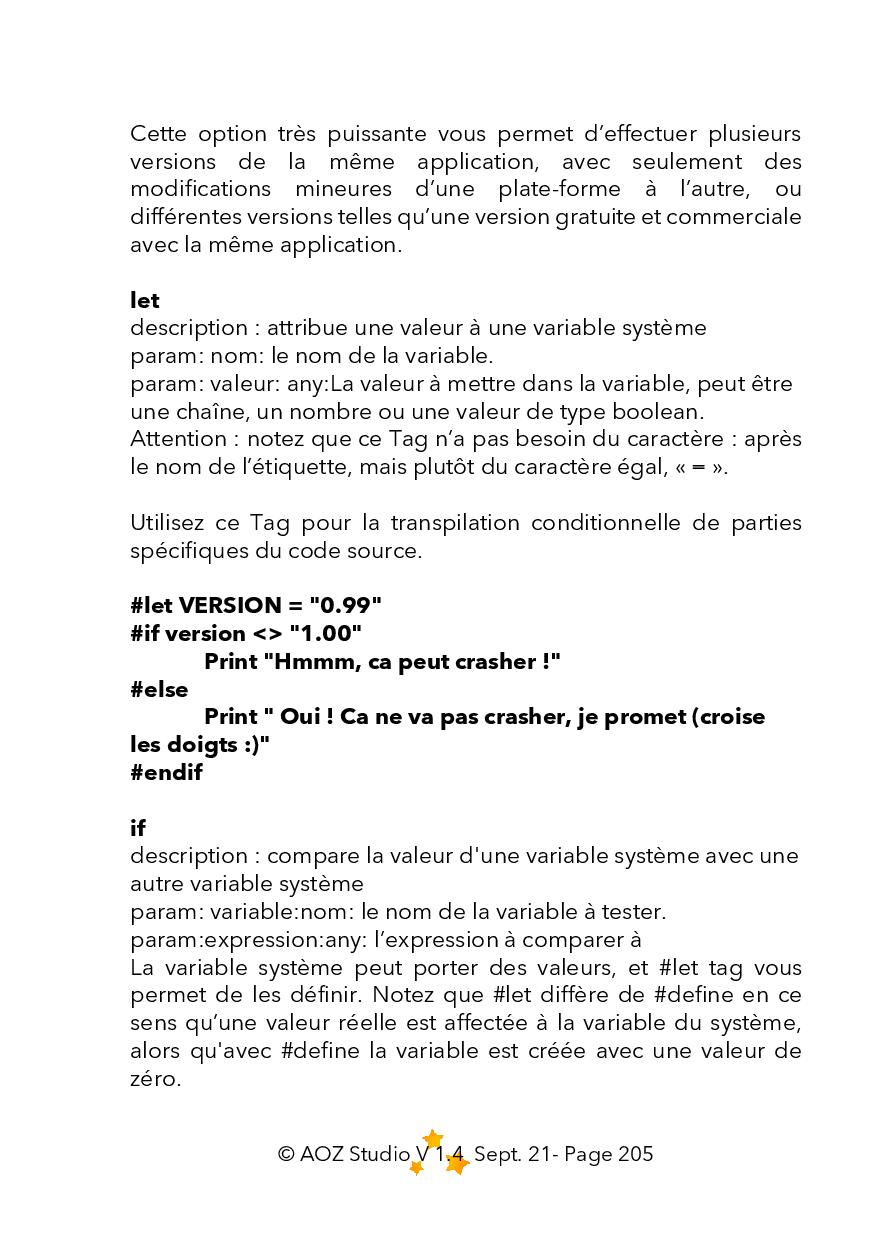 Cette option très puissante vous permet d’effectuer plusieurs
versions de la même application, avec seulement des
modifications mineures d’une plate-forme à l’autre, ou
différentes versions telles qu’une version gratuite et commerciale
avec la même application.
let
description : attribue une valeur à une variable système
param: nom: le nom de la variable.
param: valeur: any:La valeur à mettre dans la variable, peut être
une chaîne, un nombre ou une valeur de type boolean.
Attention : notez que ce Tag n’a pas besoin du caractère : après
le nom de l’étiquette, mais plutôt du caractère égal, « = ».
Utilisez ce Tag pour la transpilation conditionnelle de parties
spécifiques du code source.
#let VERSION = "0.99"
#if version <> "1.00"
Print "Hmmm, ca peut crasher !"
#else
Print " Oui ! Ca ne va pas crasher, je promet (croise
les doigts :)"
#endif
if
description : compare la valeur d'une variable système avec une
autre variable système
param: variable:nom: le nom de la variable à tester.
param:expression:any: l’expression à comparer à
La variable système peut porter des valeurs, et #let tag vous
permet de les définir. Notez que #let diffère de #define en ce
sens qu’une valeur réelle est affectée à la variable du système,
alors qu'avec #define la variable est créée avec une valeur de
zéro.
© AOZ Studio V 1.4 Sept. 21- Page 205